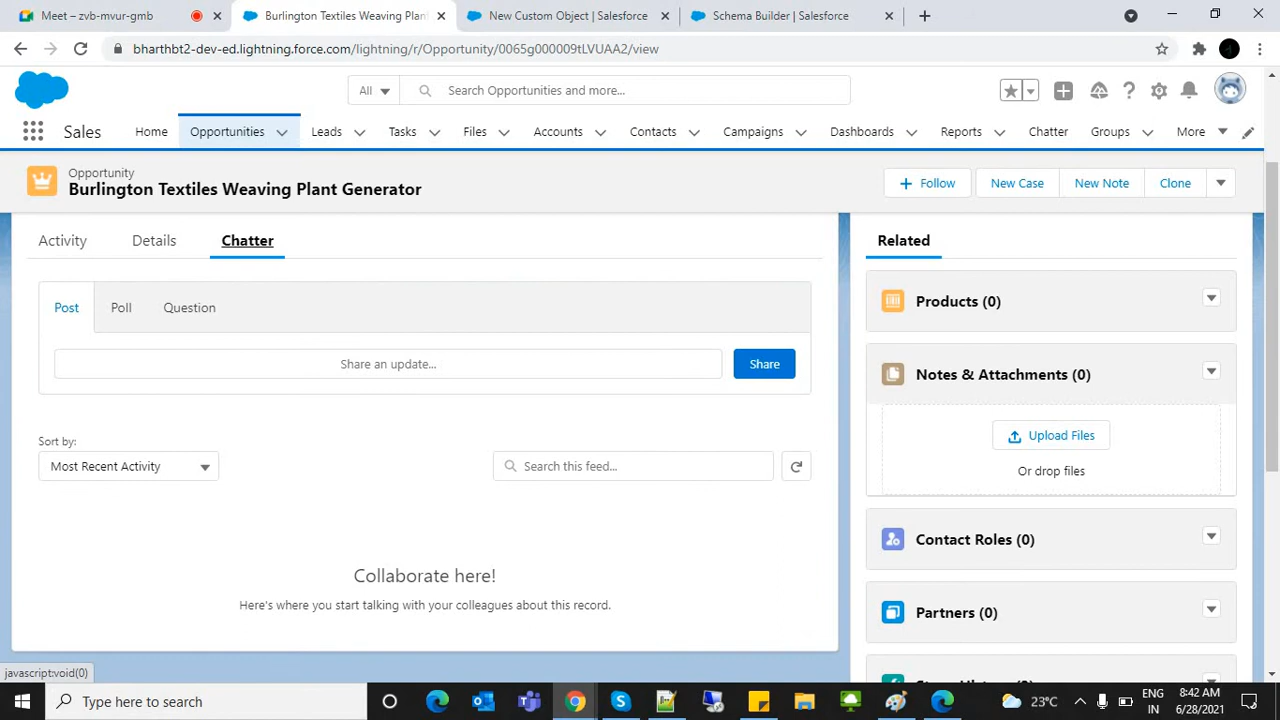 Meet – zvb-mvur-gmb
Burlington Textiles Weaving Plan
New Custom Object | Salesforce
Schema Builder | Salesforce
bharthbt2-dev-ed.lightning.force.com/lightning/r/Opportunity/0065g000009tLVUAA2/view
All
Search Opportunities and more...
Sales
Home
Opportunities
Leads
Tasks
Files
Accounts
Contacts
Campaigns
Dashboards
Reports
Chatter
Groups
More
Opportunity
Burlington Textiles Weaving Plant Generator
+ Follow
New Case
New Note
Clone
Activity
Details
Chatter
Related
Post
Poll
Question
Products (0)
Share an update...
Share
Notes & Attachments (0)
Upload Files
Or drop files
Sort by:
Most Recent Activity
Search this feed...
Contact Roles (0)
Collaborate here!
Here's where you start talking with your colleagues about this record.
Partners (0)
javascript:void(0)
Type here to search
23°C
ENG
IN
8:42 AM
6/28/2021